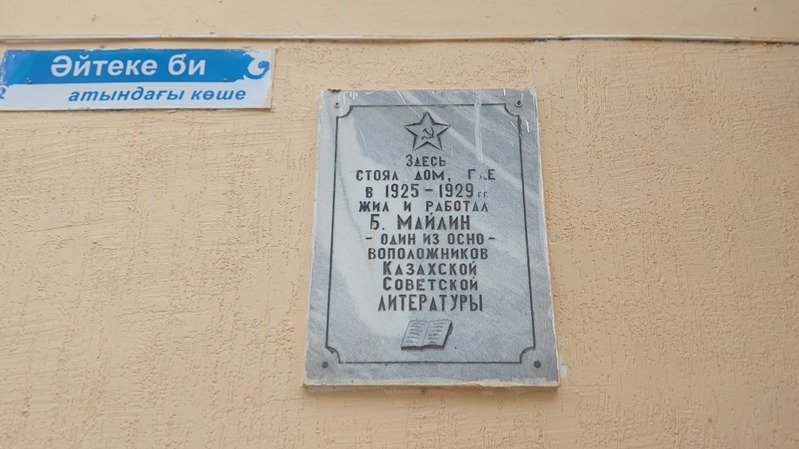 Әйтеке би
атындағы көше
Здесь
стоял дом, где
в 1925 – 1929 г.г.
жил и работал
Б. Майлин
– один из осно –
воположников
Казахской
Советской
литературы